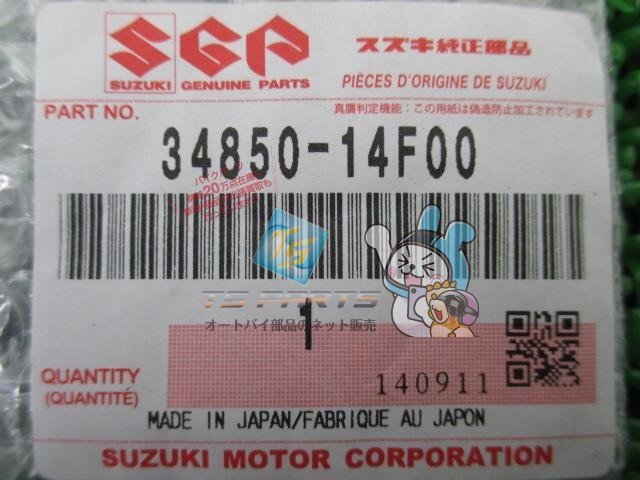 SGP
スズキ純正部品
SUZUKI GENUINE PARTS
PIÈCES D'ORIGINE DE SUZUKI
PART NO.
真贋判定機能：この用紙は偽造防止加工されています
34850-14F00
TS PARTS
オートバイ部品のネット販売
1
QUANTITY
(QUANTITÉ)
140911
MADE IN JAPAN/FABRIQUE AU JAPON
SUZUKI MOTOR CORPORATION